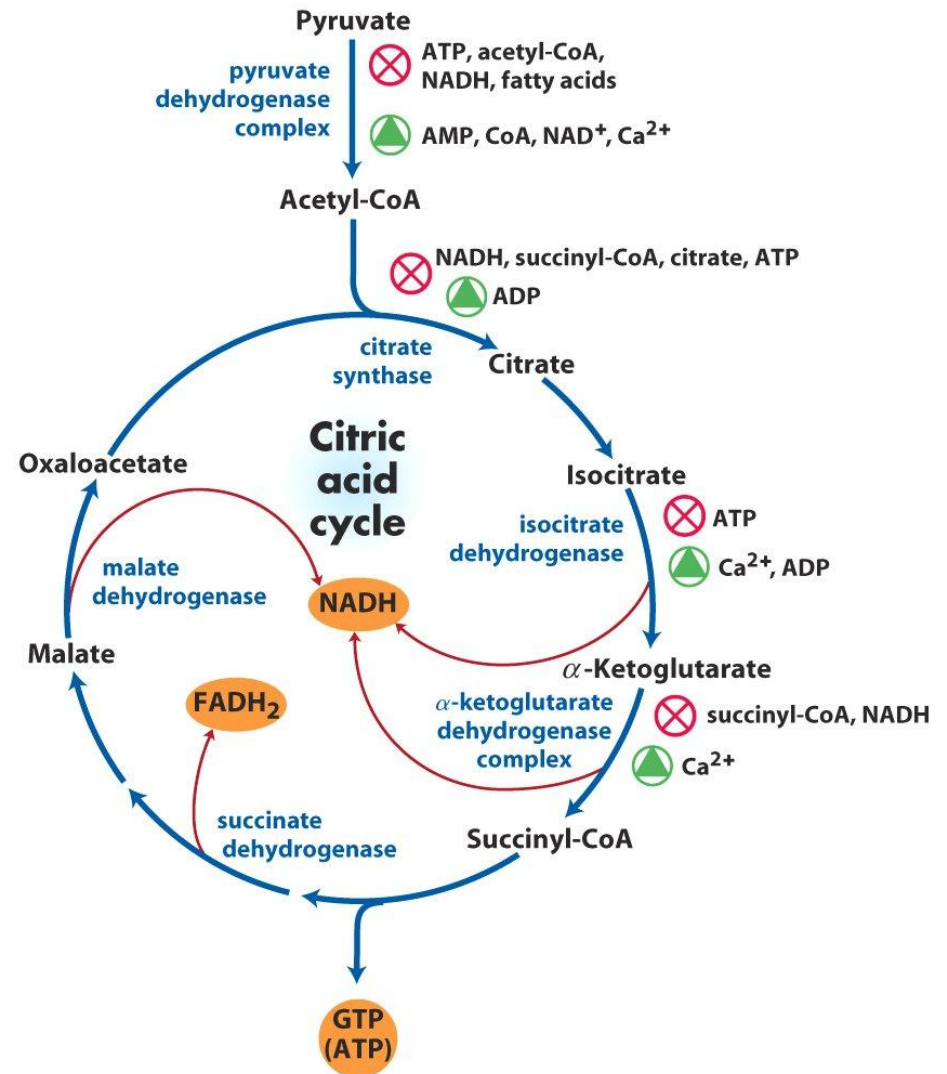 Pyruvate
ATP, acetyl-CoA,
NADH, fatty acids
pyruvate
dehydrogenase
complex
AMP, CoA, NAD⁺, Ca²⁺
Acetyl-CoA
NADH, succinyl-CoA, citrate, ATP
ADP
citrate
synthase
Citrate
Citric
acid
cycle
Oxaloacetate
Isocitrate
isocitrate
dehydrogenase
ATP
Ca²⁺, ADP
malate
dehydrogenase
NADH
Malate
α-Ketoglutarate
FADH₂
α-ketoglutarate
dehydrogenase
complex
succinyl-CoA, NADH
Ca²⁺
succinate
dehydrogenase
Succinyl-CoA
GTP
(ATP)